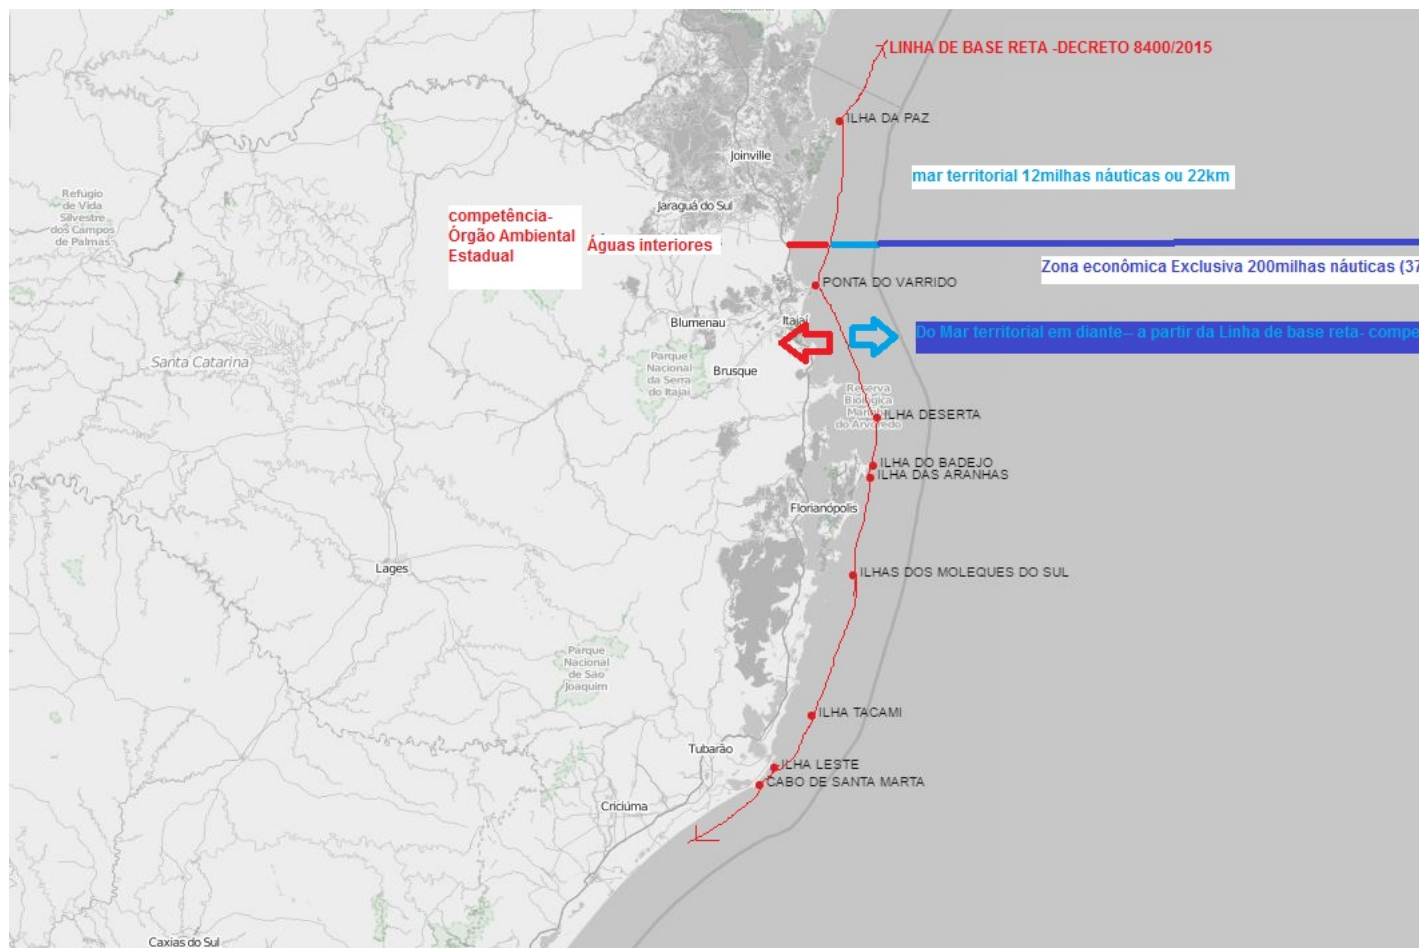 LINHA DE BASE RETA -DECRETO 8400/2015
ILHA DA PAZ
Joinville
mar territorial 12milhas náuticas ou 22km
Refúgio
de Vida
Silvestre
dos Campos
de Palmas
Jaraguá do Sul
competência-
Órgão Ambiental
Estadual
Águas interiores
Zona econômica Exclusiva 200milhas náuticas (37
PONTA DO VARRIDO
Blumenau
Itajaí
Do Mar territorial em diante-- a partir da Linha de base reta- compe
Santa Catarina
Parque
Nacional
da Serra
do Itajaí
Brusque
Reserva
Biológica
do Arvoredo
ILHA DESERTA
ILHA DO BADEJO
ILHA DAS ARANHAS
Florianópolis
Lages
ILHAS DOS MOLEQUES DO SUL
Parque
Nacional
de São
Joaquim
ILHA TACAMI
Tubarão
ILHA LESTE
CABO DE SANTA MARTA
Criciúma
Caxias do Sul